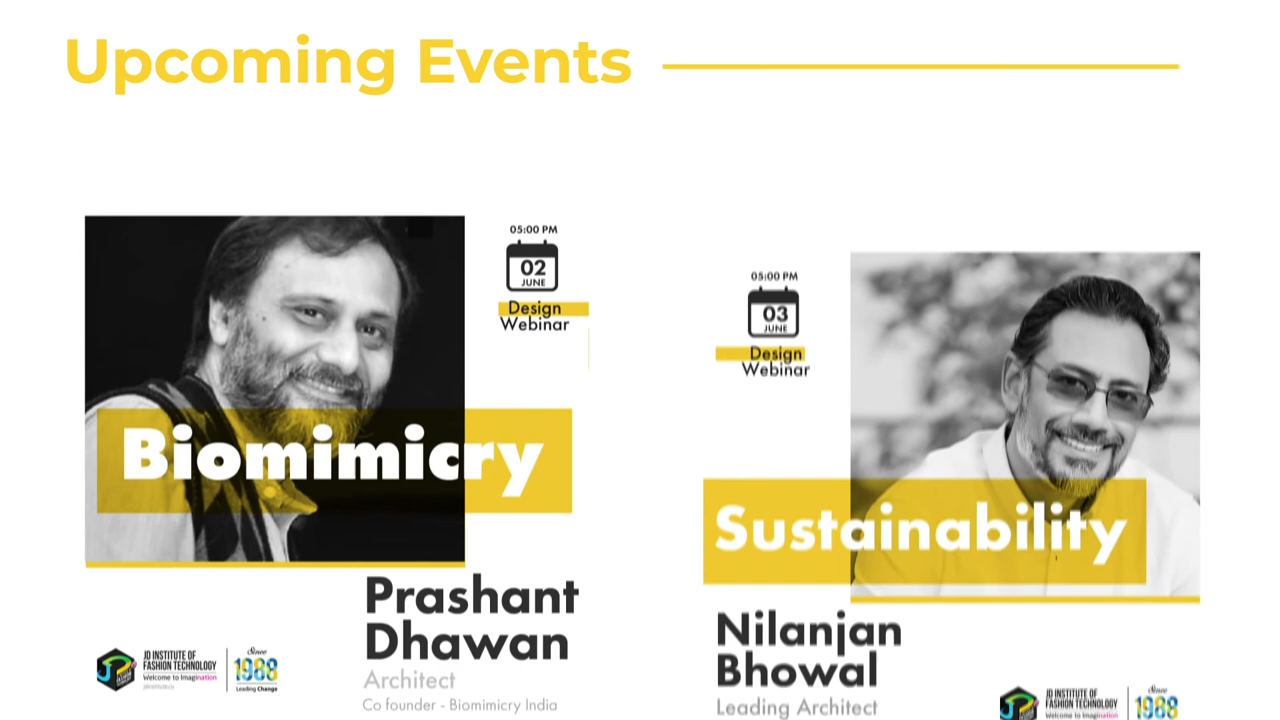 Upcoming Events
05:00 PM
02
JUNE
Design
Webinar
Biomimicry
Prashant
Dhawan
Architect
Co founder - Biomimicry India
JD INSTITUTE OF
FASHION TECHNOLOGY
Welcome to Imagination
Since
1988
Leading Change
05:00 PM
03
JUNE
Design
Webinar
Sustainability
Nilanjan
Bhowal
Leading Architect
JD INSTITUTE OF
FASHION TECHNOLOGY
Welcome to Imagination
Since
1988